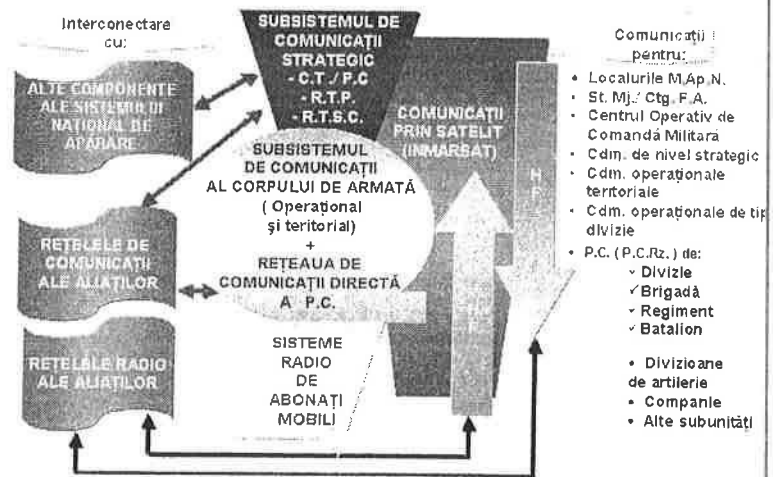 Interconectare
cu:
ALTE COMPONENTE
ALE SISTEMULUI
NAȚIONAL DE
APĂRARE
REȚELELE DE
COMUNICAȚII
ALE ALIAȚILOR
REȚELELE RADIO
ALE ALIAȚILOR
SUBSISTEMUL DE
COMUNICAȚII
STRATEGIC
- C.T. / P.C
- R.T.P.
- R.T.S.C.
SUBSISTEMUL
DE COMUNICAȚII
AL CORPULUI DE ARMATĂ
( Operațional
și teritorial)
+
REȚEAUA DE
COMUNICAȚII DIRECTĂ
A P.C.
SISTEME
RADIO
DE
ABONAȚI
MOBILI
COMUNICAȚII
PRIN SATELIT
(INMARSAT)
HF
Comunicații
pentru:
• Localurile M.Ap.N.
• St. Mj./ Ctg. F.A.
• Centrul Operativ de
Comandă Militară
• Cdm. de nivel strategic
• Cdm. operaționale
teritoriale
• Cdm. operaționale de tip
divizie
• P.C. ( P.C.Rz. ) de:
✓ Divizie
✓ Brigadă
✓ Regiment
✓ Batalion
• Divizioane
de artilerie
• Companie
• Alte subunități